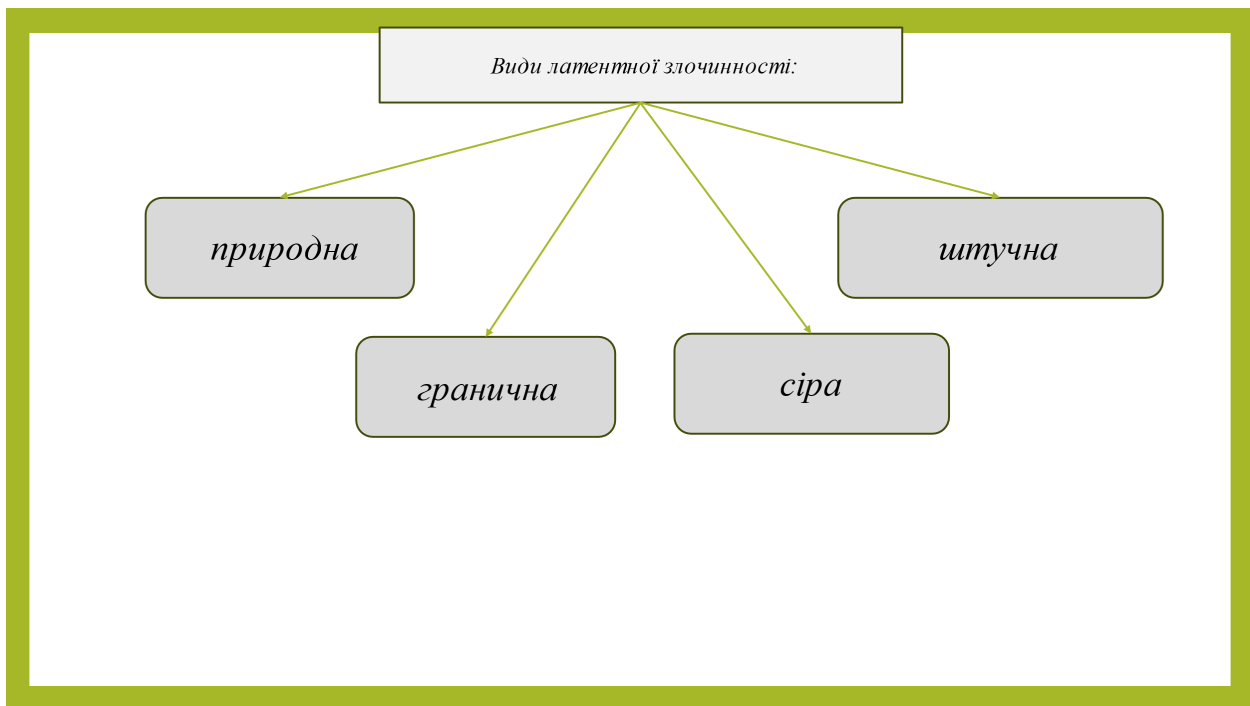 Види латентної злочинності:
природна
штучна
гранична
сіра